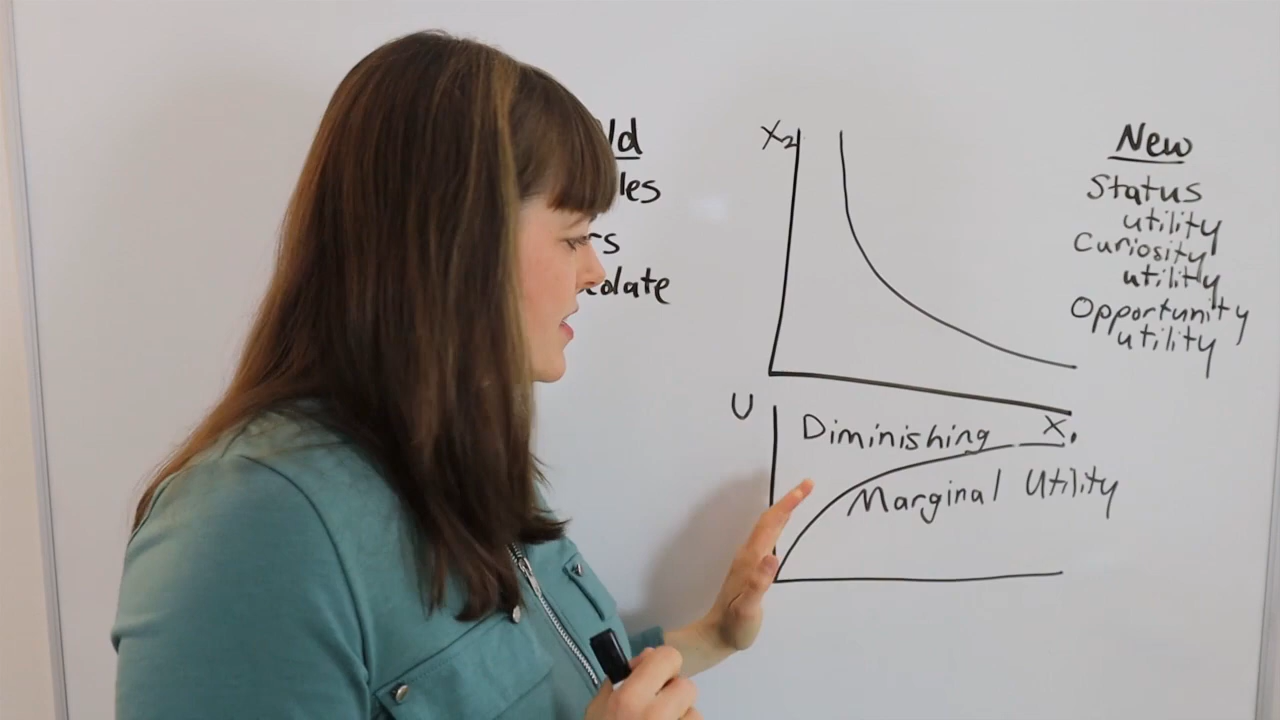 X2
New
Status
utility
Curiosity
utility
Opportunity
utility
U
Diminishing
X1
Marginal Utility